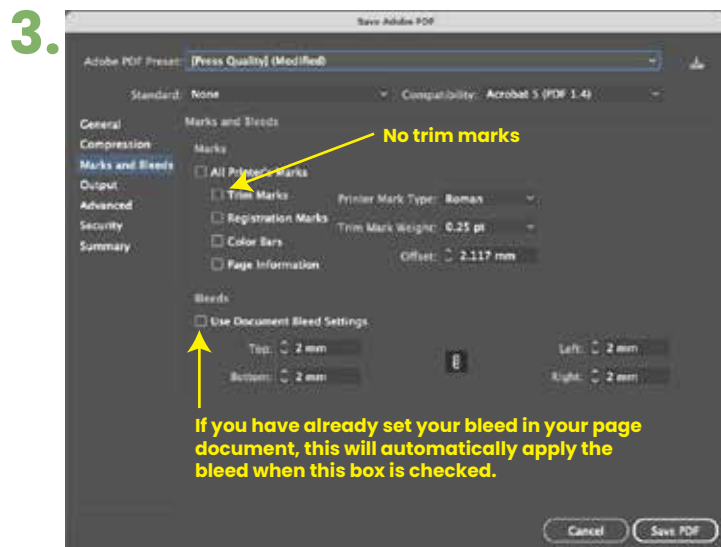 3.
Save Adobe PDF
Adobe PDF Preset: [Press Quality] (Modified)
Standard: None Compatibility: Acrobat 5 (PDF 1.4)
General
Compression
Marks and Bleeds
Output
Advanced
Security
Summary
Marks and Bleeds
No trim marks
Marks
All Printer's Marks
Trim Marks Printer Mark Type: Roman
Registration Marks Trim Mark Weight: 0.25 pt
Color Bars Offset: 2.117 mm
Page Information
Bleeds
Use Document Bleed Settings
Top: 2 mm Left: 2 mm
Bottom: 2 mm Right: 2 mm
If you have already set your bleed in your page
document, this will automatically apply the
bleed when this box is checked.
Cancel Save PDF